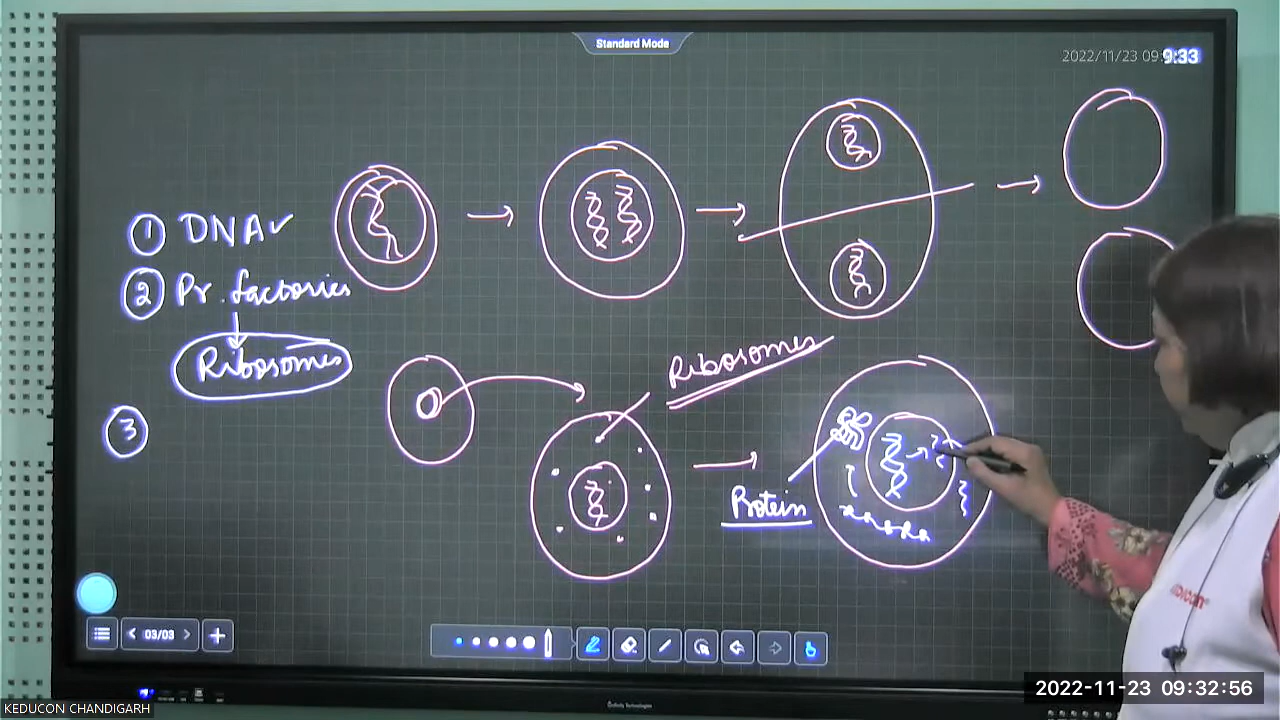 Standard Mode
2022/11/23 09:
9:33
① DNA✓
② Pr. factories
↓
Ribosomes
③
Ribosomes
Protein
03/03
KEDUCON CHANDIGARH
2022-11-23 09:32:56